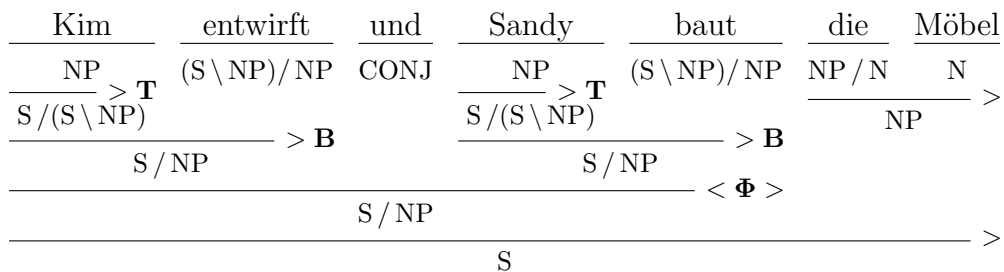 Kim entwirft und Sandy baut die Möbel
NP (S\NP)/NP CONJ NP (S\NP)/NP NP/N N
>T >T >
S/(S\NP) S/(S\NP) NP
>B >B
S/NP S/NP
<Φ>
S/NP
>
S